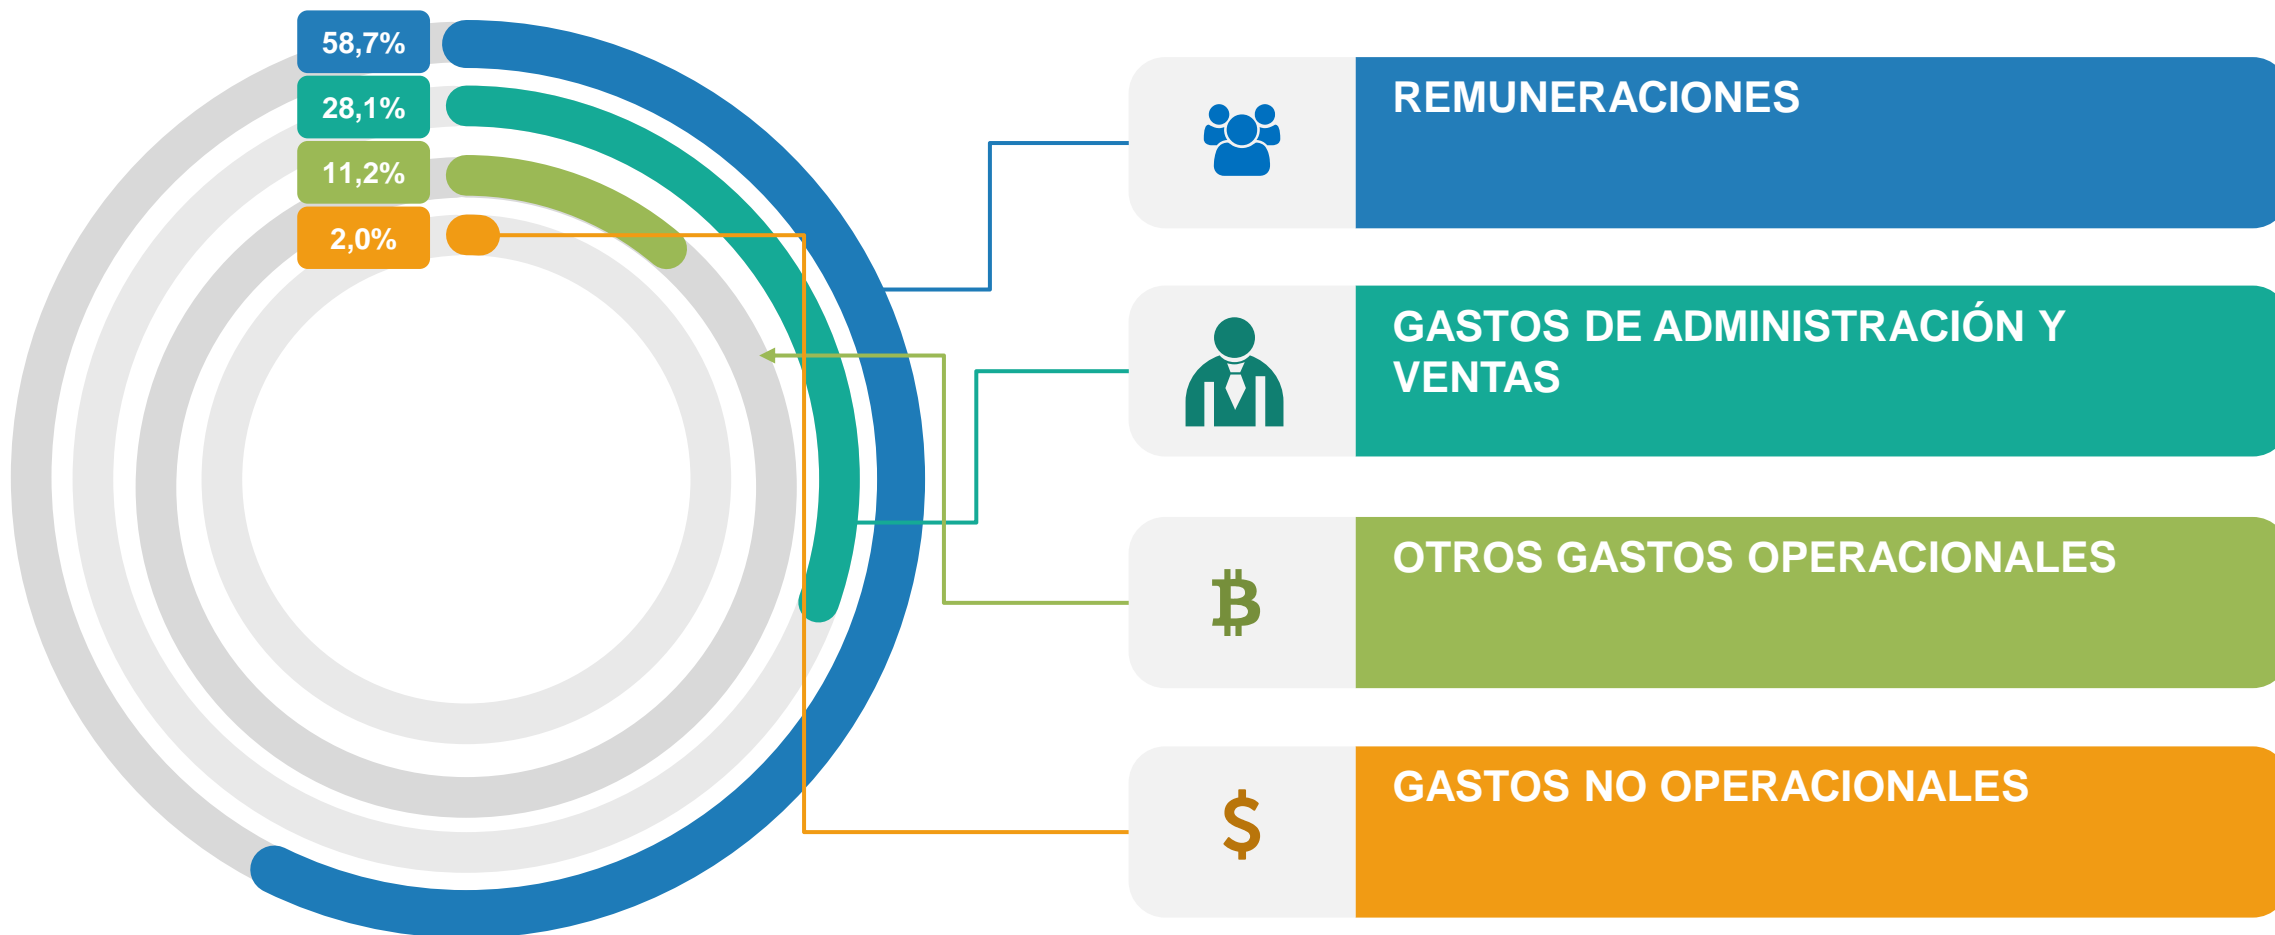 58,7%
28,1%
11,2%
2,0%
REMUNERACIONES
GASTOS DE ADMINISTRACIÓN Y
VENTAS
OTROS GASTOS OPERACIONALES
GASTOS NO OPERACIONALES